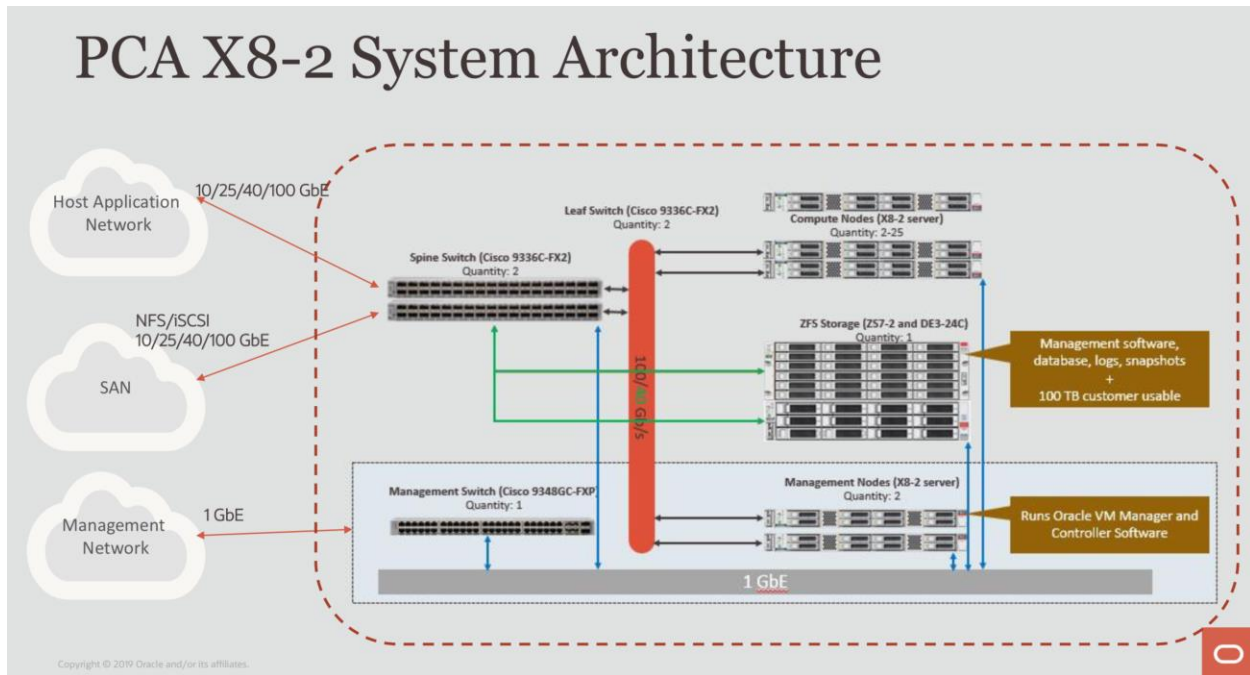 PCA X8-2 System Architecture
Host Application
Network
10/25/40/100 GbE
Leaf Switch (Cisco 9336C-FX2)
Quantity: 2
Compute Nodes (X8-2 server)
Quantity: 2-25
Spine Switch (Cisco 9336C-FX2)
Quantity: 2
NFS/iSCSI
10/25/40/100 GbE
SAN
ZFS Storage (ZS7-2 and DE3-24C)
Quantity: 1
Management software,
database, logs, snapshots
+
100 TB customer usable
100/40 Gb/s
Management Switch (Cisco 9348GC-FXP)
Quantity: 1
Management Nodes (X8-2 server)
Quantity: 2
Management
Network
1 GbE
Runs Oracle VM Manager and
Controller Software
1 GbE
Copyright © 2019 Oracle and/or its affiliates.